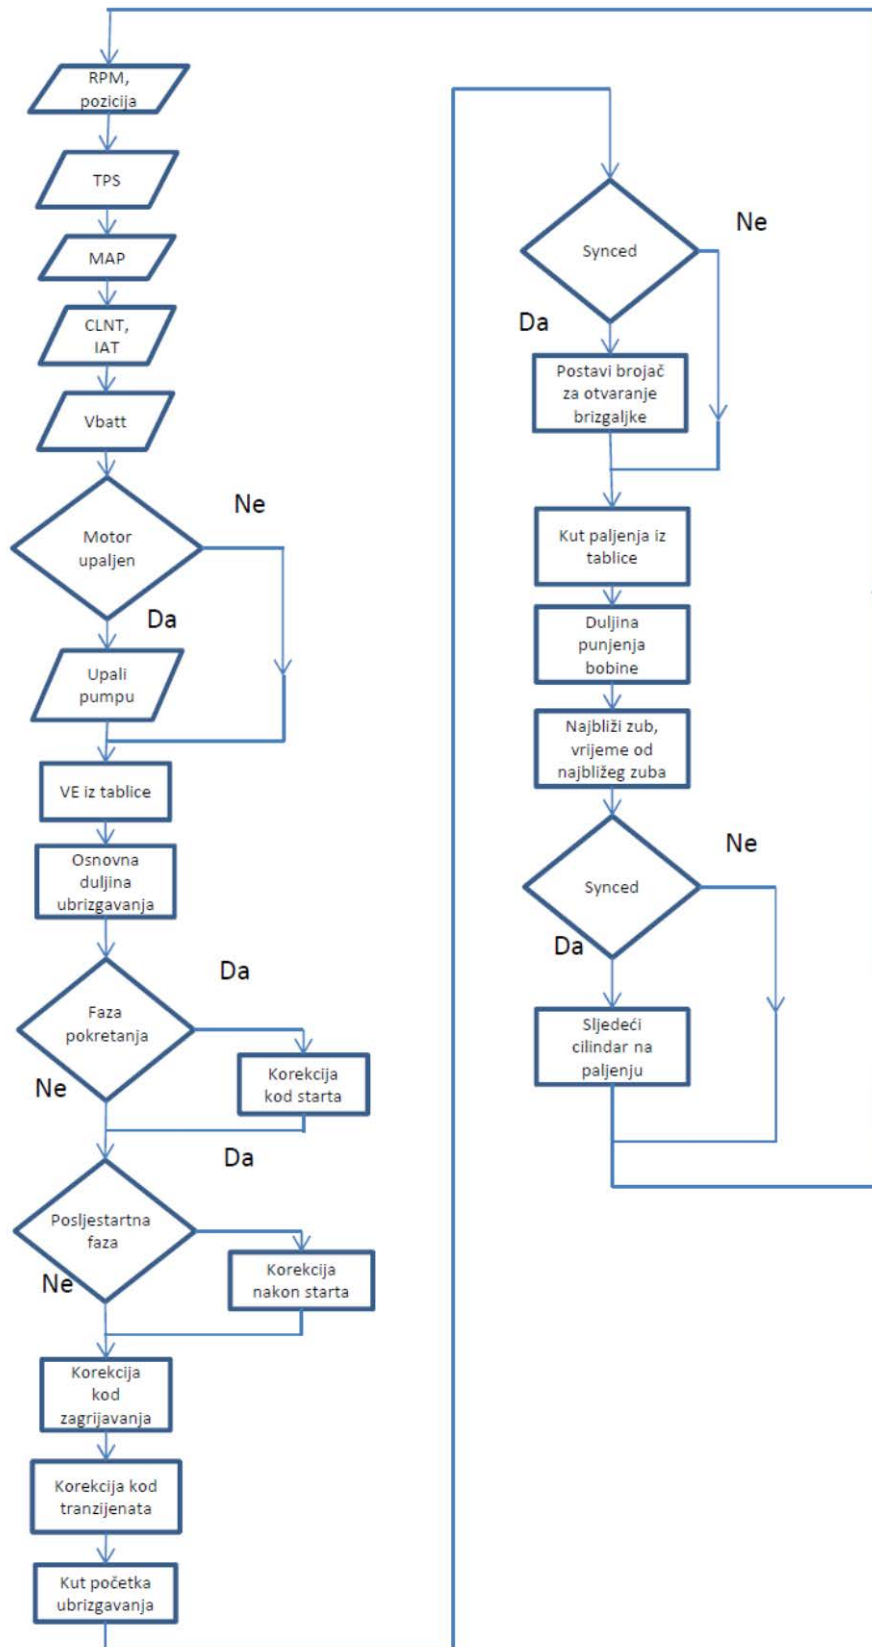 RPM,
pozicija
TPS
MAP
CLNT,
IAT
Vbatt
Motor
upaljen
Ne
Da
Upali
pumpu
VE iz tablice
Osnovna
duljina
ubrizgavanja
Faza
pokretanja
Da
Ne
Korekcija
kod starta
Posljestartna
faza
Da
Ne
Korekcija
nakon starta
Korekcija
kod
zagrijavanja
Korekcija kod
tranzijenata
Kut početka
ubrizgavanja
Synced
Ne
Da
Postavi brojač
za otvaranje
brizgaljke
Kut paljenja iz
tablice
Duljina
punjenja
bobine
Najbliži zub,
vrijeme od
najbližeg zuba
Synced
Ne
Da
Sljedeći
cilindar na
paljenju